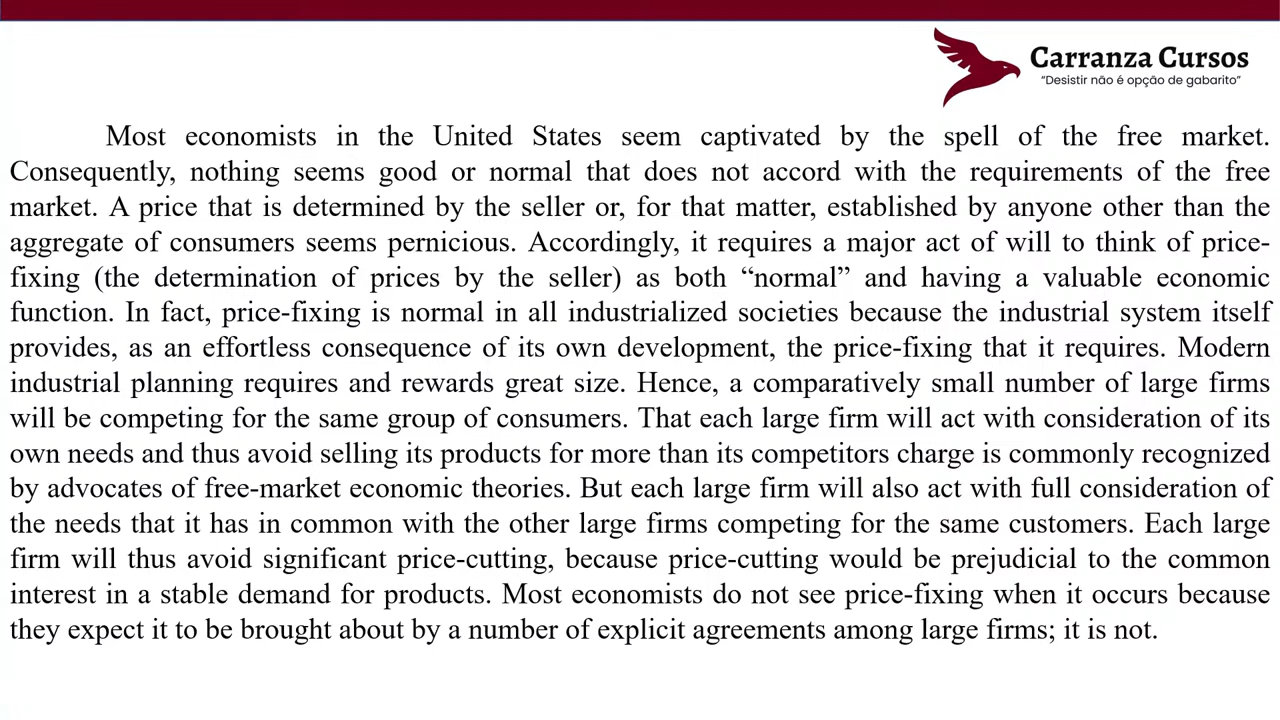 Carranza Cursos
“Desistir não é opção de gabarito”
Most economists in the United States seem captivated by the spell of the free market.
Consequently, nothing seems good or normal that does not accord with the requirements of the free
market. A price that is determined by the seller or, for that matter, established by anyone other than the
aggregate of consumers seems pernicious. Accordingly, it requires a major act of will to think of price-
fixing (the determination of prices by the seller) as both “normal” and having a valuable economic
function. In fact, price-fixing is normal in all industrialized societies because the industrial system itself
provides, as an effortless consequence of its own development, the price-fixing that it requires. Modern
industrial planning requires and rewards great size. Hence, a comparatively small number of large firms
will be competing for the same group of consumers. That each large firm will act with consideration of its
own needs and thus avoid selling its products for more than its competitors charge is commonly recognized
by advocates of free-market economic theories. But each large firm will also act with full consideration of
the needs that it has in common with the other large firms competing for the same customers. Each large
firm will thus avoid significant price-cutting, because price-cutting would be prejudicial to the common
interest in a stable demand for products. Most economists do not see price-fixing when it occurs because
they expect it to be brought about by a number of explicit agreements among large firms; it is not.